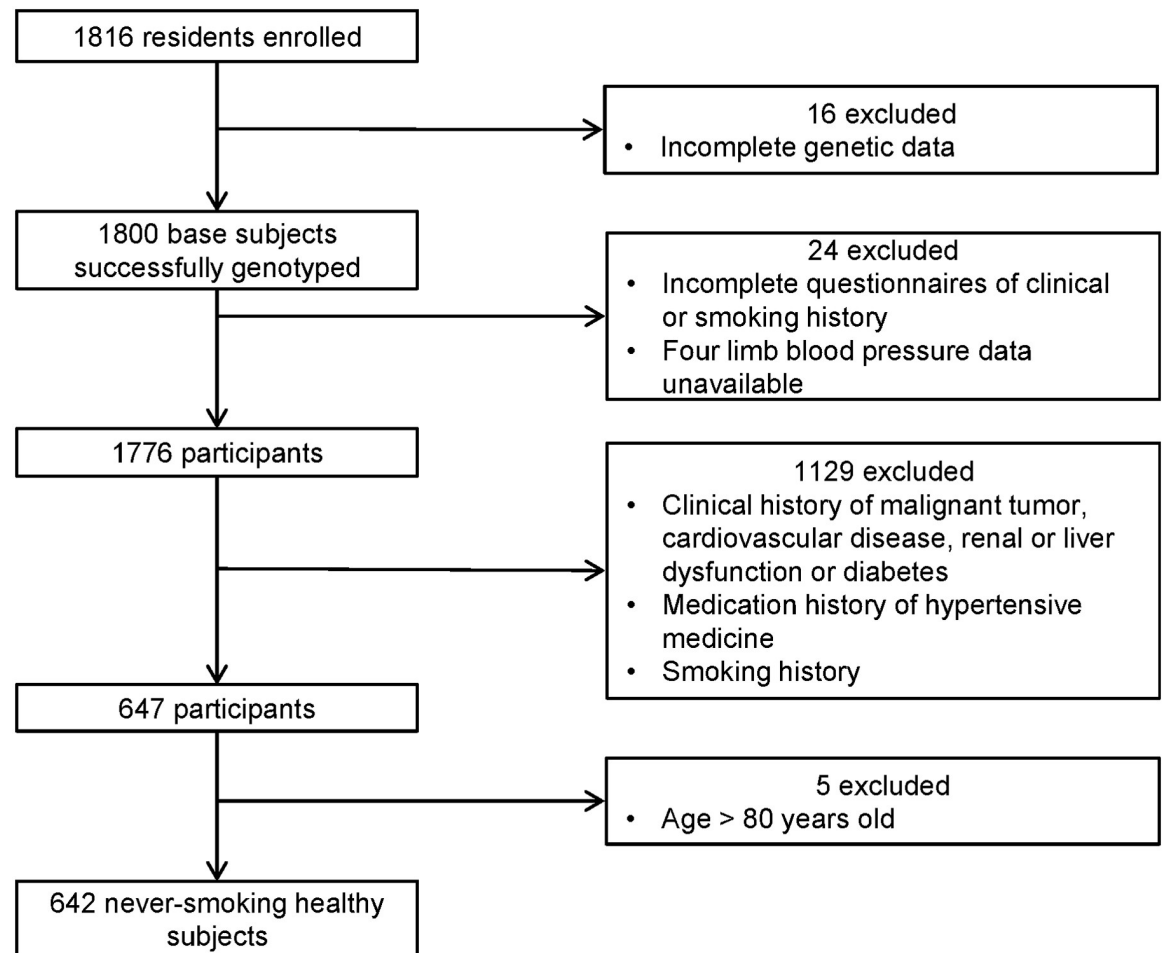 1816 residents enrolled
16 excluded
• Incomplete genetic data
1800 base subjects
successfully genotyped
24 excluded
• Incomplete questionnaires of clinical
or smoking history
• Four limb blood pressure data
unavailable
1776 participants
1129 excluded
• Clinical history of malignant tumor,
cardiovascular disease, renal or liver
dysfunction or diabetes
• Medication history of hypertensive
medicine
• Smoking history
647 participants
5 excluded
• Age > 80 years old
642 never-smoking healthy
subjects